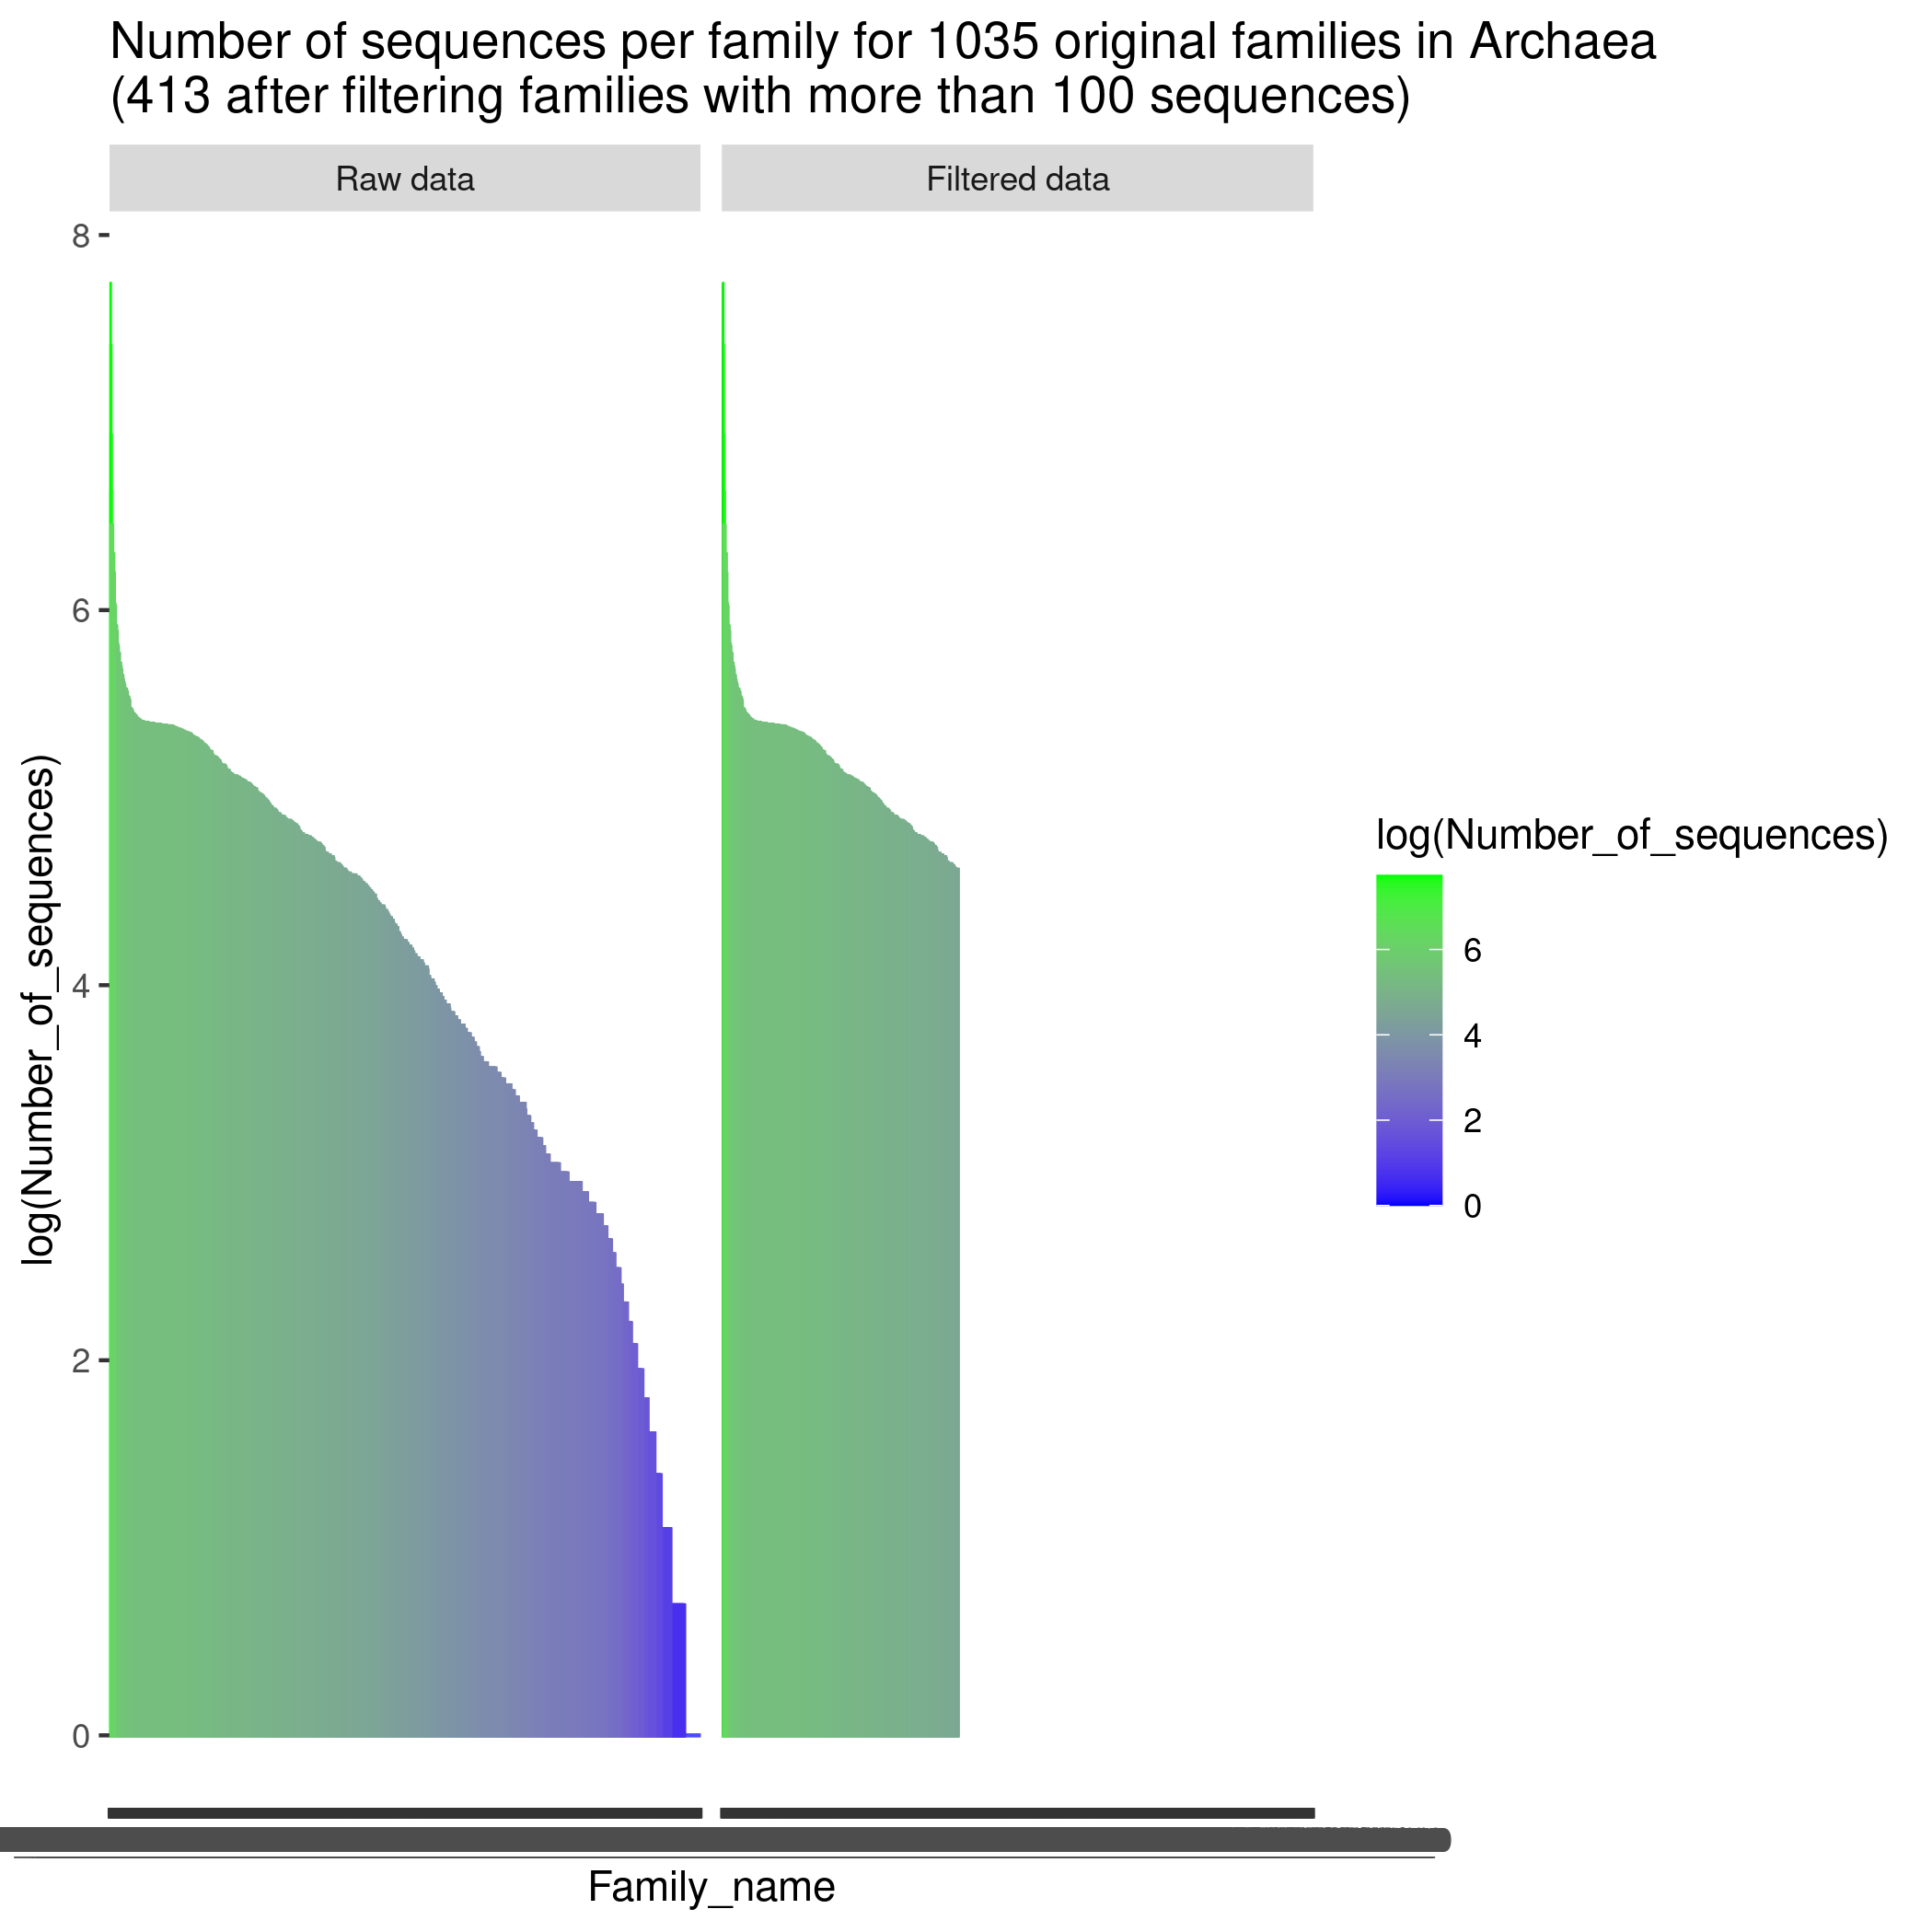 Number of sequences per family for 1035 original families in Archaea
(413 after filtering families with more than 100 sequences)
Raw data
Filtered data
8
6
4
2
0
log(Number_of_sequences)
Family_name
log(Number_of_sequences)
6
4
2
0